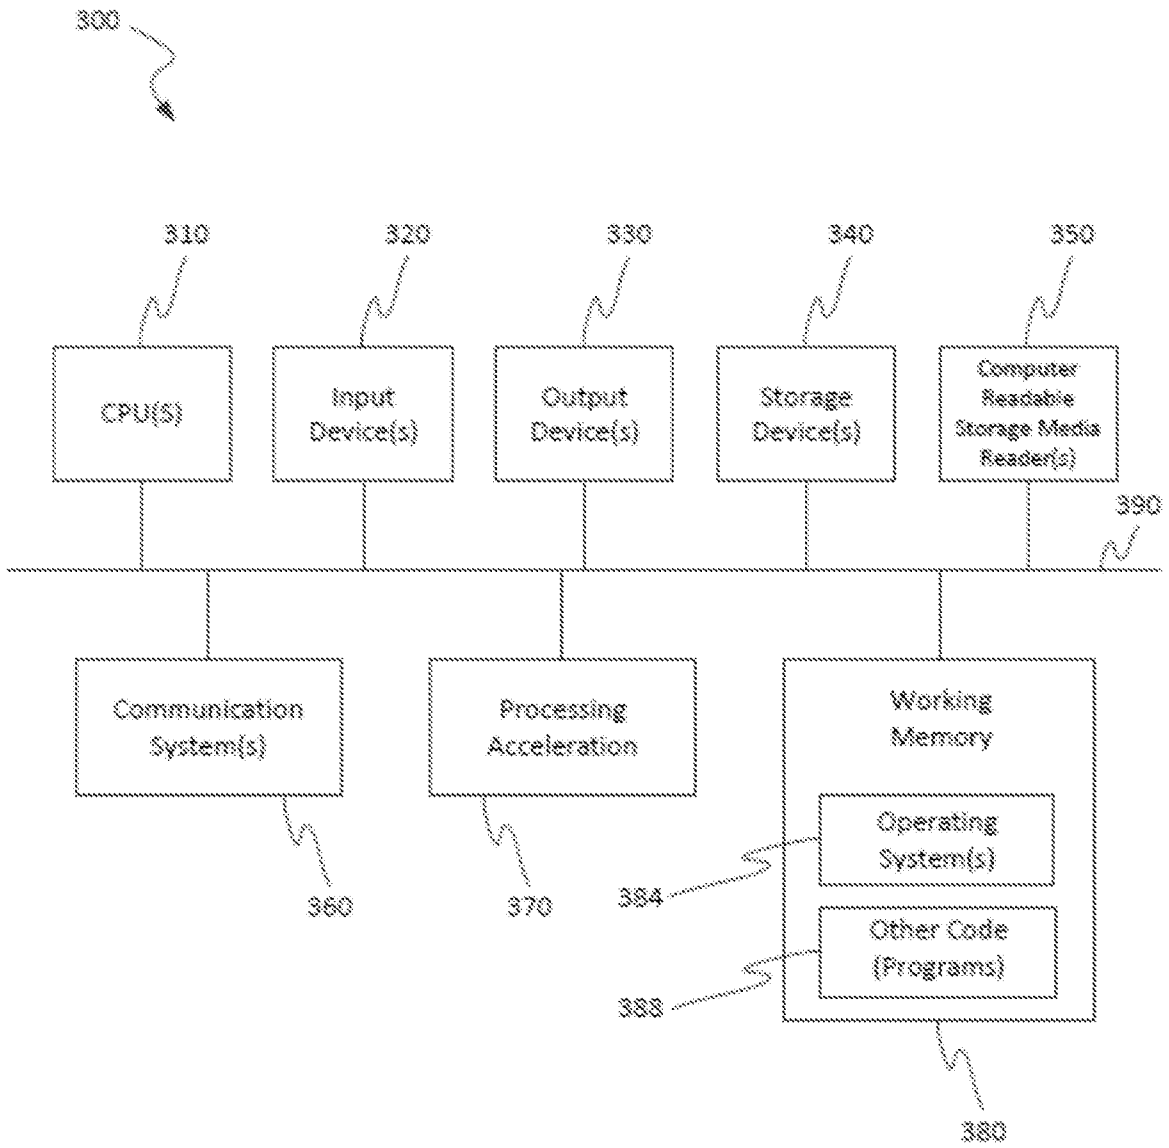 300
310
320
330
340
350
CPU(S)
Input
Device(s)
Output
Device(s)
Storage
Device(s)
Computer
Readable
Storage Media
Reader(s)
390
Communication
System(s)
Processing
Acceleration
Working
Memory
Operating
System(s)
384
360
370
Other Code
(Programs)
388
380